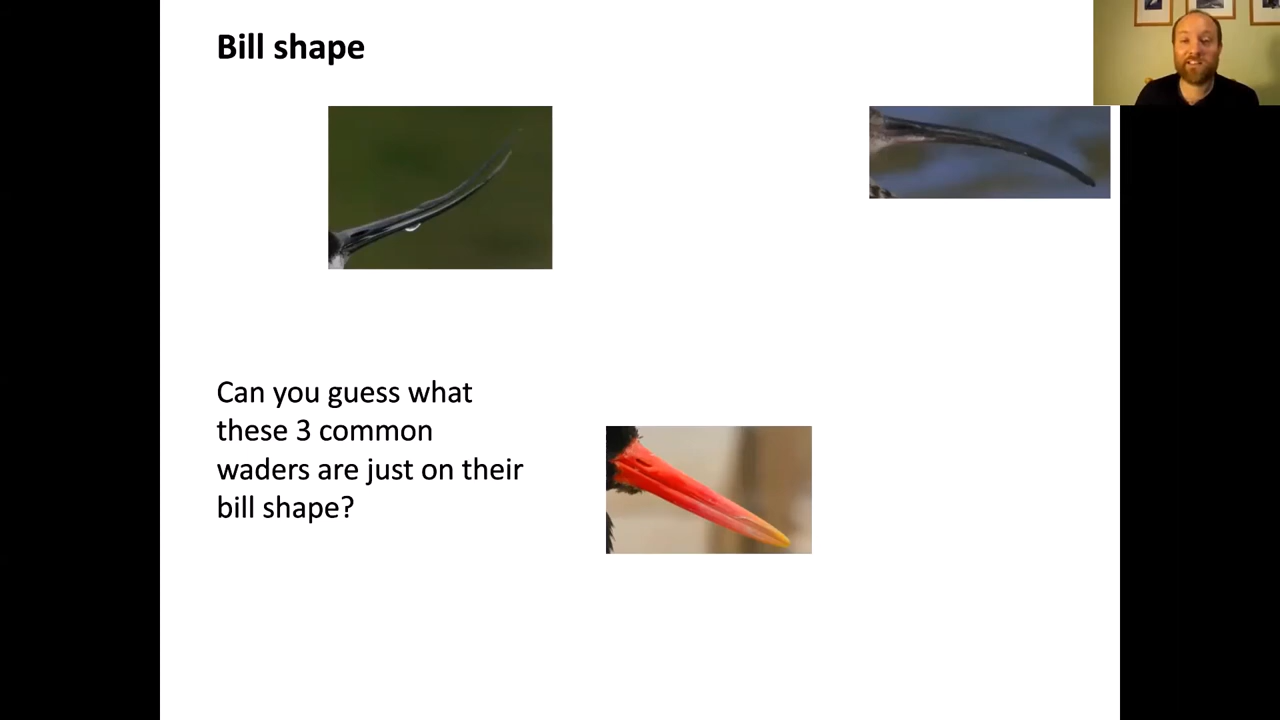 Bill shape
Can you guess what
these 3 common
waders are just on their
bill shape?